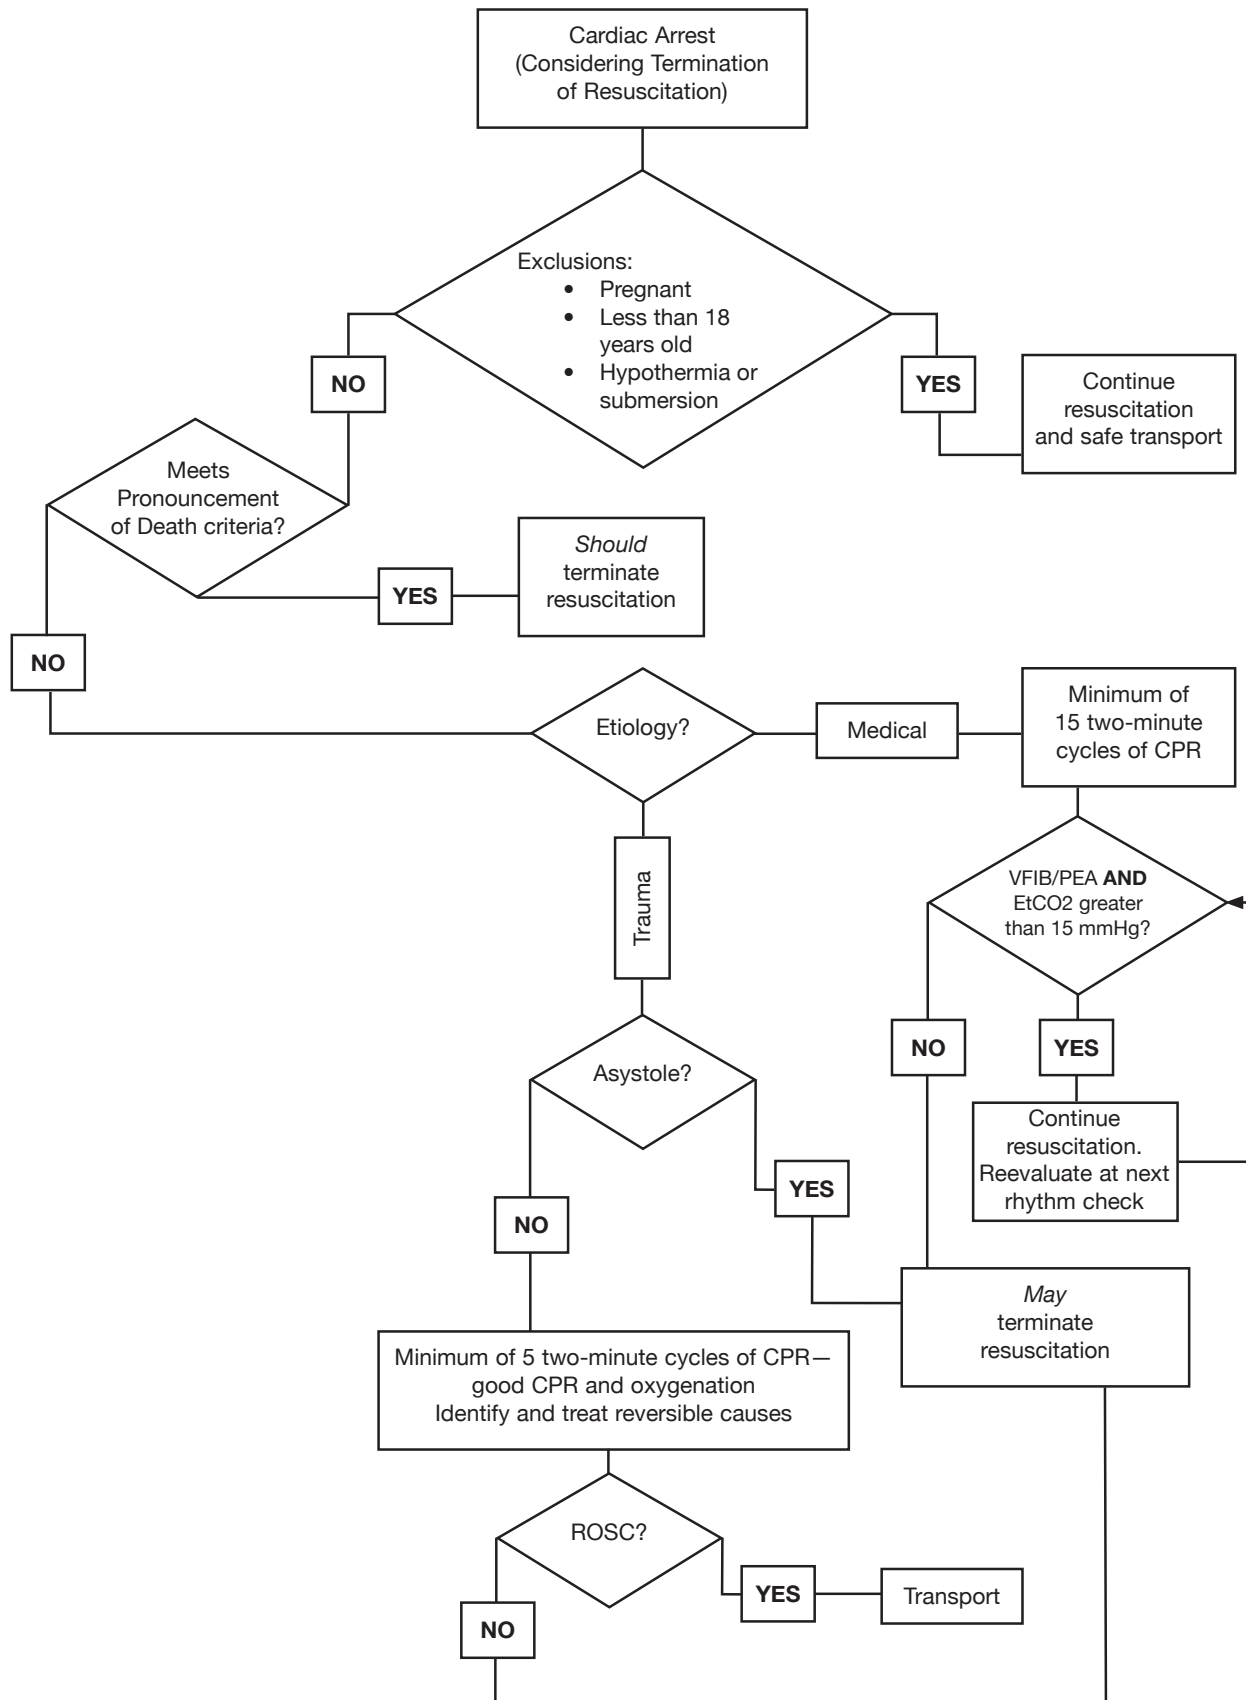 Cardiac Arrest
(Considering Termination
of Resuscitation)
Exclusions:
• Pregnant
• Less than 18
years old
• Hypothermia or
submersion
NO
YES
Continue
resuscitation
and safe transport
Meets
Pronouncement
of Death criteria?
YES
Should
terminate
resuscitation
NO
Etiology?
Medical
Minimum of
15 two-minute
cycles of CPR
Trauma
VFIB/PEA AND
EtCO2 greater
than 15 mmHg?
NO
YES
Continue
resuscitation.
Reevaluate at next
rhythm check
Asystole?
YES
NO
May
terminate
resuscitation
Minimum of 5 two-minute cycles of CPR—
good CPR and oxygenation
Identify and treat reversible causes
ROSC?
YES
Transport
NO